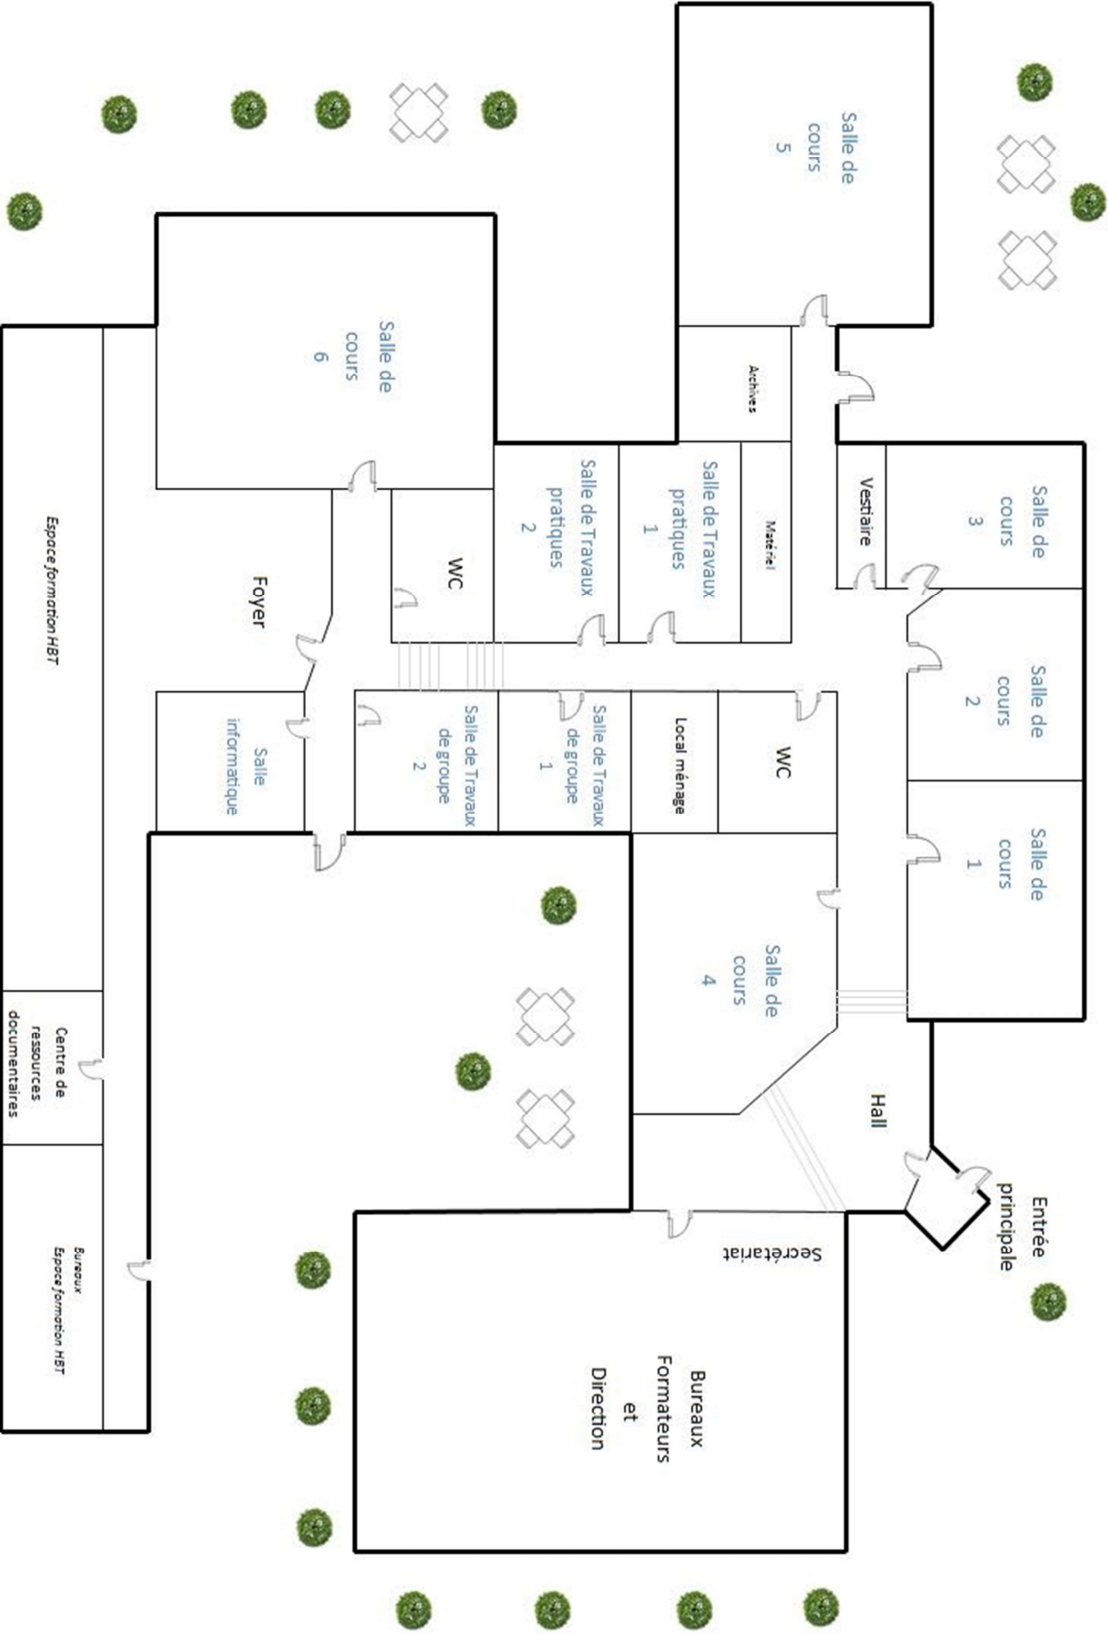 Salle de
cours
5
Archives
Salle de
cours
3
Vestiaire
Matériel
Salle de Travaux
pratiques
1
Salle de Travaux
pratiques
2
Salle de
cours
6
WC
Foyer
Espace formation HBT
Salle de
cours
2
Salle de
cours
1
WC
Local ménage
Salle de Travaux
de groupe
1
Salle de Travaux
de groupe
2
Salle
informatique
Salle de
cours
4
Hall
Entrée
principale
Centre de
ressources
documentaires
Bureaux
Espace formation HBT
Secrétariat
Bureaux
Formateurs
et
Direction